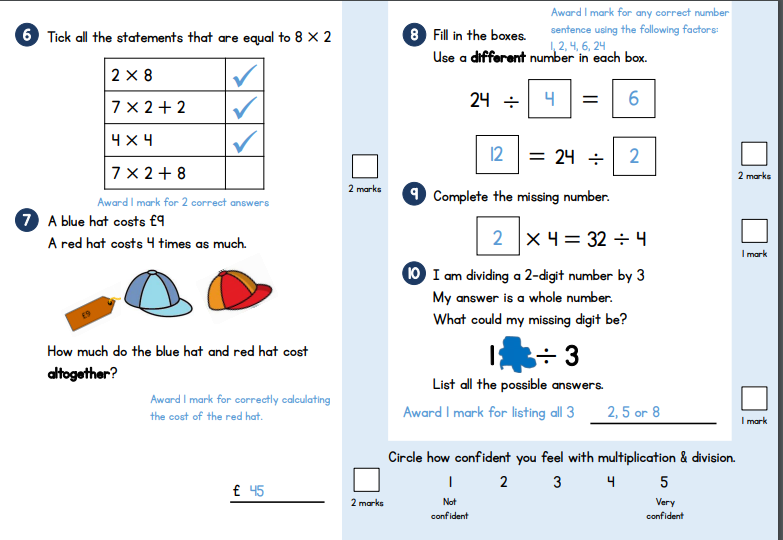 6 Tick all the statements that are equal to 8 × 2
2 × 8 ✓
7 × 2 + 2 ✓
4 × 4 ✓
7 × 2 + 8
Award 1 mark for 2 correct answers
2 marks
7 A blue hat costs £9
A red hat costs 4 times as much.
£9
How much do the blue hat and red hat cost
altogether?
Award 1 mark for correctly calculating
the cost of the red hat.
£ 45
2 marks
Award 1 mark for any correct number
sentence using the following factors:
1, 2, 4, 6, 24
8 Fill in the boxes.
Use a different number in each box.
24 ÷ 4 = 6
12 = 24 ÷ 2
2 marks
9 Complete the missing number.
2 × 4 = 32 ÷ 4
1 mark
10 I am dividing a 2-digit number by 3
My answer is a whole number.
What could my missing digit be?
1 ÷ 3
List all the possible answers.
Award 1 mark for listing all 3 2, 5 or 8
1 mark
Circle how confident you feel with multiplication & division.
1 2 3 4 5
Not Very
confident confident